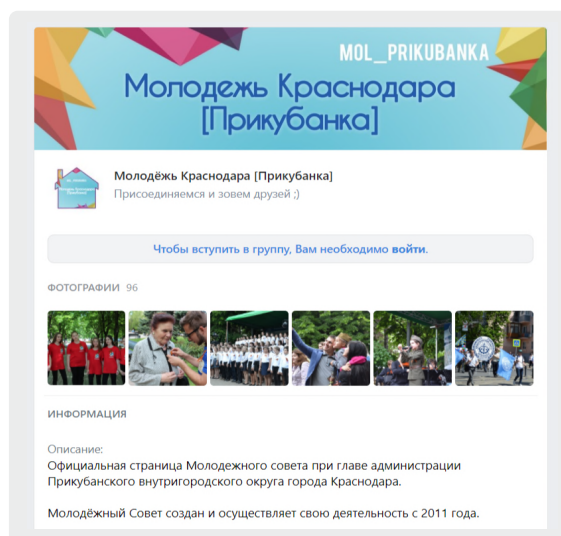 MOL_PRIKUBANKA
Молодежь Краснодара
[Прикубанка]
Молодёжь Краснодара [Прикубанка]
Присоединяемся и зовем друзей ;)
Чтобы вступить в группу, Вам необходимо войти.
ФОТОГРАФИИ 96
ИНФОРМАЦИЯ
Описание:
Официальная страница Молодежного совета при главе администрации
Прикубанского внутригородского округа города Краснодара.
Молодёжный Совет создан и осуществляет свою деятельность с 2011 года.